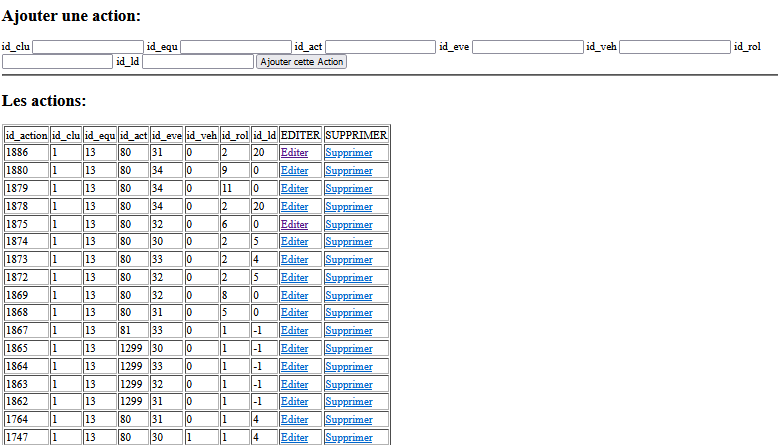 Ajouter une action:
id_clu id_equ id_act id_eve id_veh id_rol
id_ld Ajouter cette Action
Les actions:
id_action id_clu id_equ id_act id_eve id_veh id_rol id_ld EDITER SUPPRIMER
1886 1 13 80 31 0 2 20 Editer Supprimer
1880 1 13 80 34 0 9 0 Editer Supprimer
1879 1 13 80 34 0 11 0 Editer Supprimer
1878 1 13 80 34 0 2 20 Editer Supprimer
1875 1 13 80 32 0 6 0 Editer Supprimer
1874 1 13 80 30 0 2 5 Editer Supprimer
1873 1 13 80 33 0 2 4 Editer Supprimer
1872 1 13 80 32 0 2 5 Editer Supprimer
1869 1 13 80 32 0 8 0 Editer Supprimer
1868 1 13 80 31 0 5 0 Editer Supprimer
1867 1 13 81 33 0 1 -1 Editer Supprimer
1865 1 13 1299 30 0 1 -1 Editer Supprimer
1864 1 13 1299 33 0 1 -1 Editer Supprimer
1863 1 13 1299 32 0 1 -1 Editer Supprimer
1862 1 13 1299 31 0 1 -1 Editer Supprimer
1764 1 13 80 31 0 1 4 Editer Supprimer
1747 1 13 80 30 1 1 4 Editer Supprimer